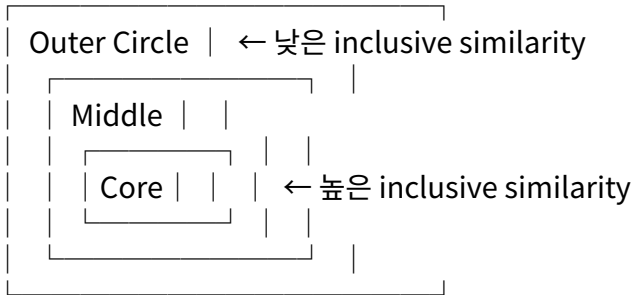 Outer Circle │ ← 낮은 inclusive similarity
Middle
Core │ ← 높은 inclusive similarity